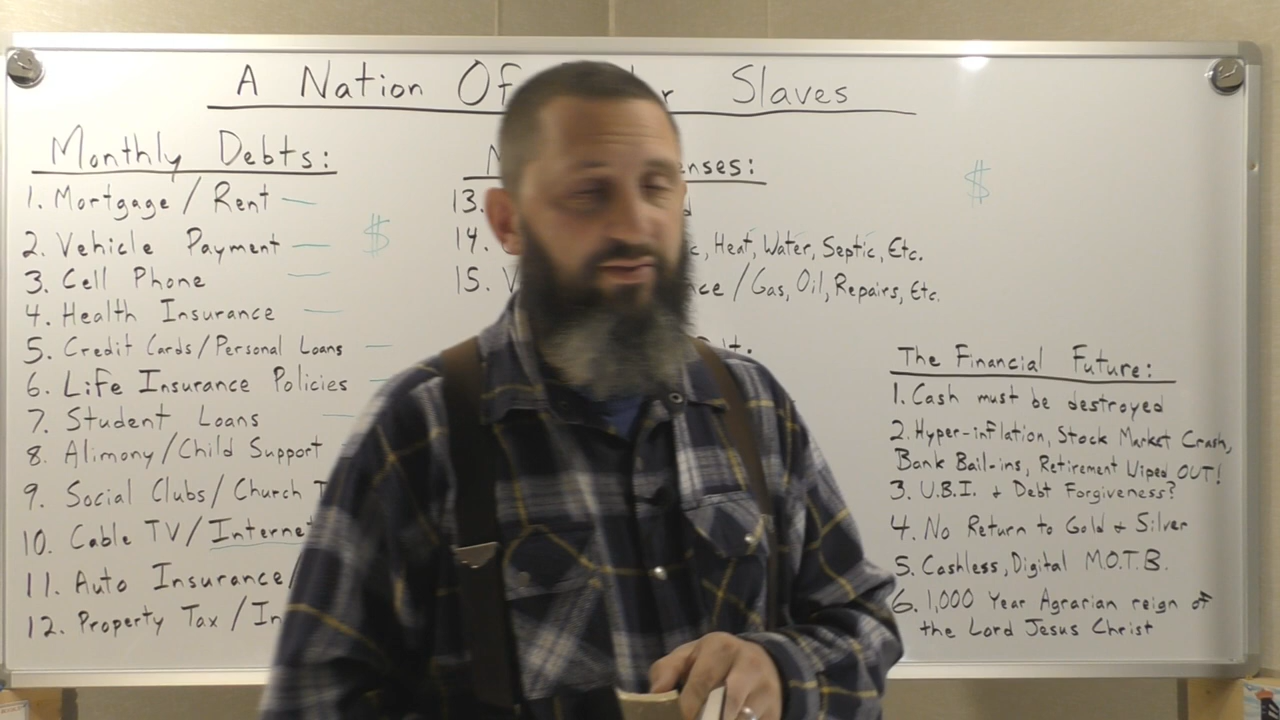 A Nation Of Slaves
Monthly Debts:
1. Mortgage / Rent —
2. Vehicle Payment —
$
3. Cell Phone —
4. Health Insurance —
5. Credit Cards/Personal Loans —
6. Life Insurance Policies —
7. Student Loans —
8. Alimony/Child Support
9. Social Clubs/Church
10. Cable TV/Internet
11. Auto Insurance/
12. Property Tax/In
enses:
13.
14. c, Heat, Water, Septic, Etc.
15. ce/Gas, Oil, Repairs, Etc.
$
The Financial Future:
1. Cash must be destroyed
2. Hyper-inflation, Stock Market Crash,
Bank Bail-ins, Retirement Wiped OUT!
3. U.B.I. + Debt Forgiveness?
4. No Return to Gold + Silver
5. Cashless, Digital M.O.T.B.
6. 1,000 Year Agrarian reign of
the Lord Jesus Christ